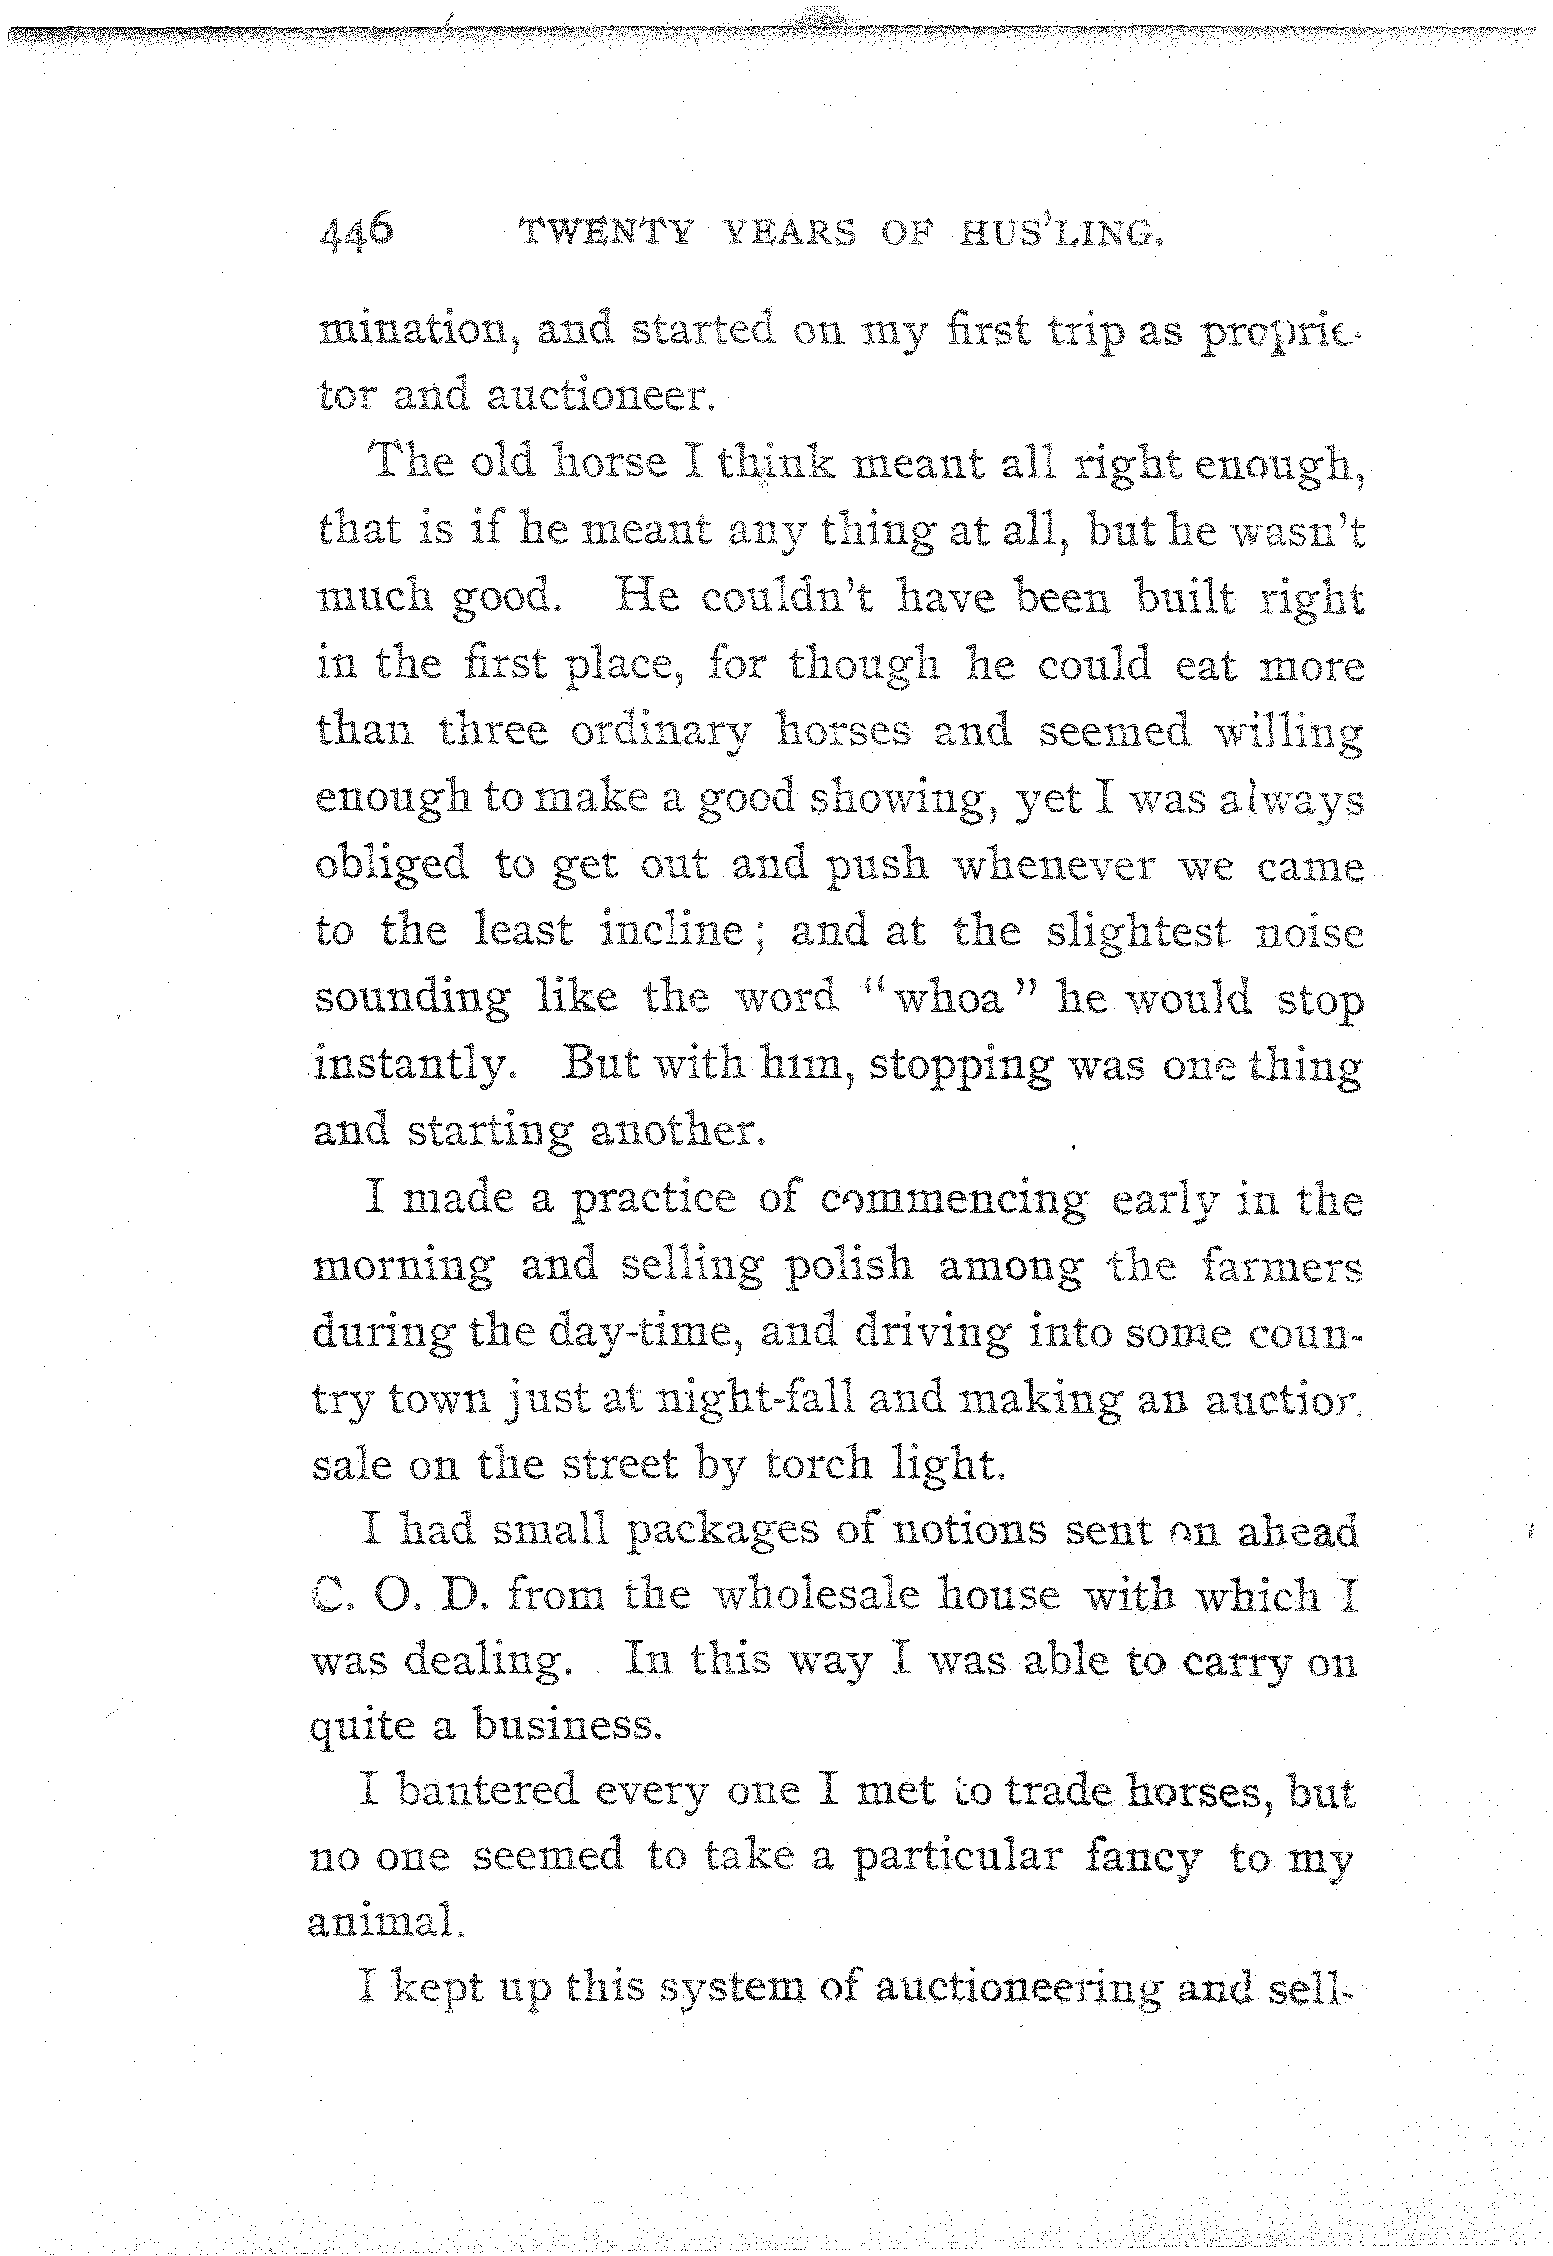 446 TWENTY YEARS OF HUS'LING.
mination, and started on my first trip as proprie-
tor and auctioneer.
The old horse I think meant all right enough,
that is if he meant any thing at all, but he wasn't
much good. He couldn't have been built right
in the first place, for though he could eat more
than three ordinary horses and seemed willing
enough to make a good showing, yet I was always
obliged to get out and push whenever we came
to the least incline; and at the slightest noise
sounding like the word "whoa" he would stop
instantly. But with him, stopping was one thing
and starting another.
I made a practice of commencing early in the
morning and selling polish among the farmers
during the day-time, and driving into some coun-
try town just at night-fall and making an auction
sale on the street by torch light.
I had small packages of notions sent on ahead
C. O. D. from the wholesale house with which I
was dealing. In this way I was able to carry on
quite a business.
I bantered every one I met to trade horses, but
no one seemed to take a particular fancy to my
animal.
I kept up this system of auctioneering and sell-